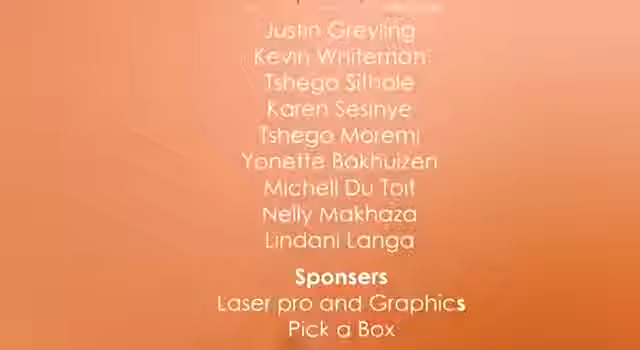 Justin Greyling
Kevin Whiteman
Tshego Sithole
Karen Sesinye
Tshego Moremi
Yonette Bakhuizen
Michell Du Toit
Nelly Makhaza
Lindani Langa
Sponsers
Laser pro and Graphics
Pick a Box